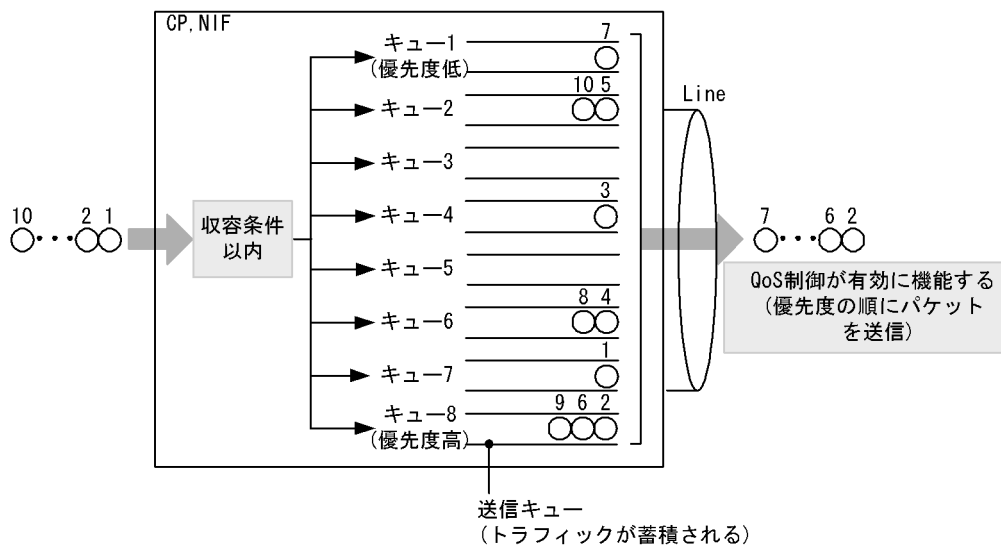 CP,NIF
キュー1
(優先度低)
7
キュー2
10 5
キュー3
キュー4
3
キュー5
キュー6
8 4
キュー7
1
キュー8
(優先度高)
9 6 2
Line
10 2 1
収容条件
以内
7 6 2
QoS制御が有効に機能する
(優先度の順にパケット
を送信)
送信キュー
(トラフィックが蓄積される)